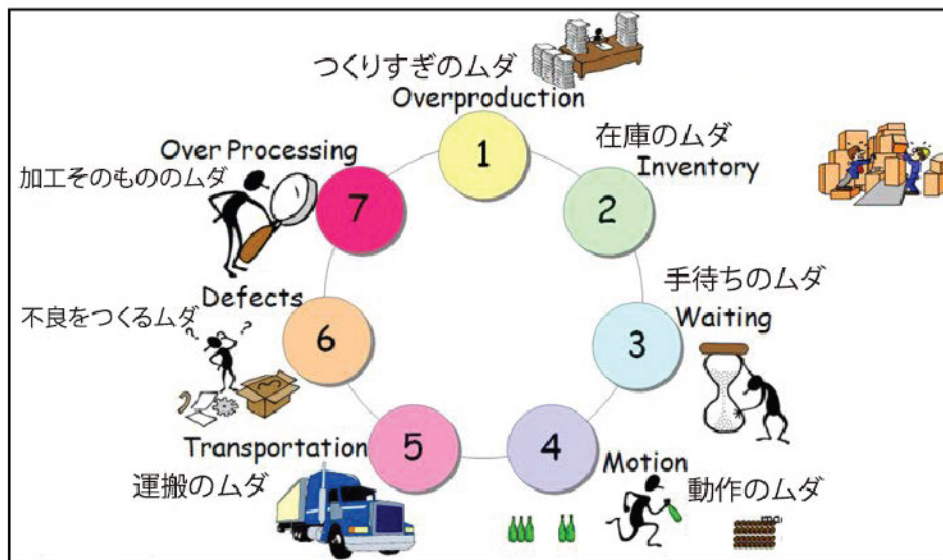 つくりすぎのムダ
Overproduction
1
在庫のムダ
Inventory
2
手待ちのムダ
Waiting
3
4
Motion
動作のムダ
5
Transportation
運搬のムダ
6
Defects
不良をつくるムダ
? ?
7
Over Processing
加工そのもののムダ